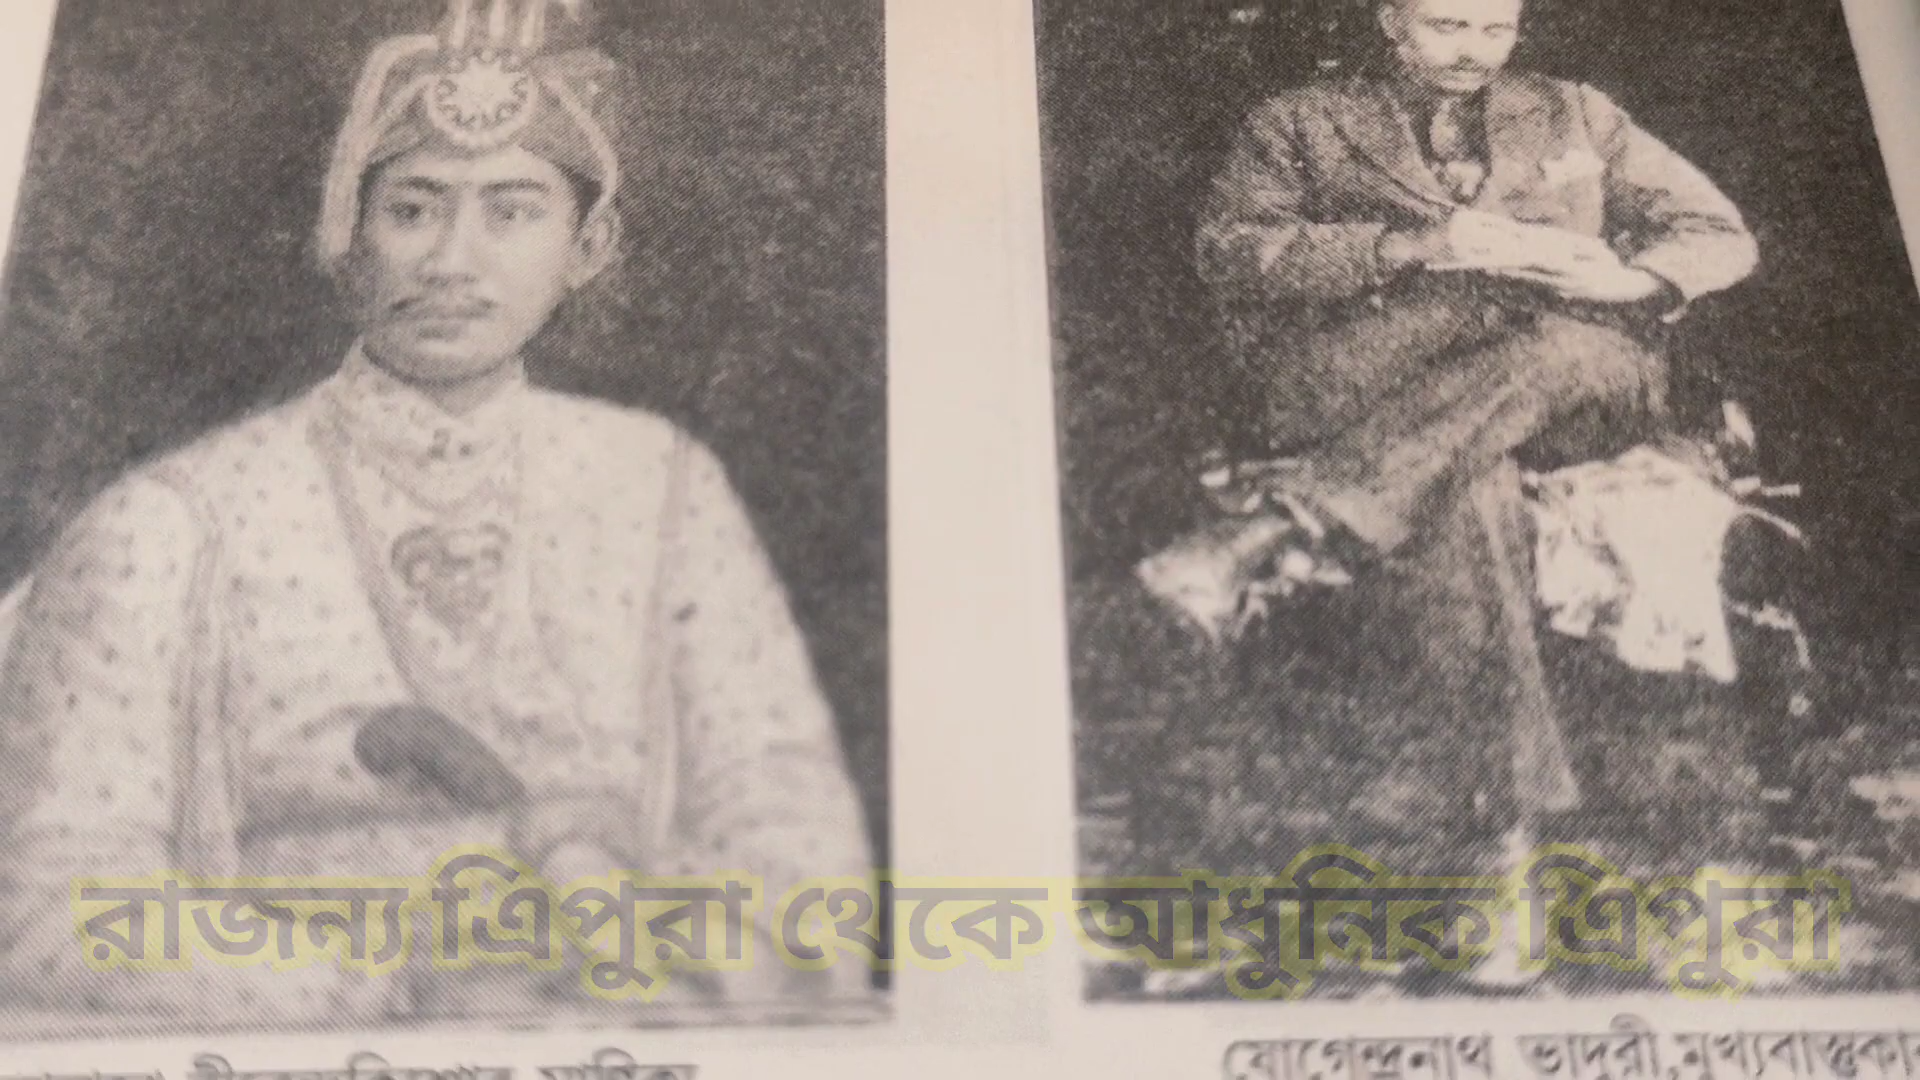 রাজন্য ত্রিপুরা থেকে আধুনিক ত্রিপুরা
যোগেন্দ্রনাথ ভাদুরী,মুখ্যবাস্তুকার